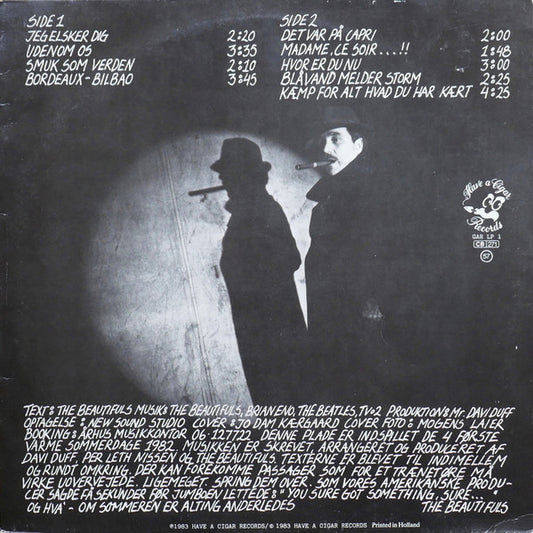 SIDE 1
JEG ELSKER DIG 2:20
UDENOM OS 3:35
SMUK SOM VERDEN 2:10
BORDEAUX-BILBAO 3:45
SIDE 2
DET VAR PÅ CAPRI 2:00
MADAME, CE SOIR...!! 1:48
HVOR ER DU NU 3:00
BLÅVAND MELDER STORM 2:25
KÆMP FOR ALT HVAD DU HAR KÆRT 4:25
Have a Cigar
Records
CAR LP 1
CB 271
57
TEXT: THE BEAUTIFULS MUSIK: THE BEAUTIFULS, BRIAN ENO, THE BEATLES, TV·2 PRODUKTION: MR. DAVI DUFF
OPTAGELSE: NEW SOUND STUDIO COVER: JO DAM KÆRGAARD COVER FOTO: MOGENS LAIER
BOOKING: ÅRHUS MUSIKKONTOR 06·127722 DENNE PLADE ER INDSPILLET DE 4 FØRSTE
VARME SOMMERDAGE 1982. MUSIKKEN ER SKREVET ARRANGERET OG PRODUCERET AF
DAVI DUFF, PER LETH NISSEN OG THE BEAUTIFULS. TEXTERNE ER BLEVET TIL INDIMELLEM
OG RUNDT OMKRING. DER KAN FOREKOMME PASSAGER SOM FOR ET TRÆNET ØRE MÅ
VIRKE UOVERVEJEDE. LIGEMEGET. SPRING DEM OVER. SOM VORES AMERIKANSKE PRODU-
CER SAGDE FÅ SEKUNDER FØR JUMBOEN LETTEDE: "YOU SURE GOT SOMETHING, SURE..."
OG HVA' - OM SOMMEREN ER ALTING ANDERLEDES THE BEAUTIFULS
℗1983 HAVE A CIGAR RECORDS/© 1983 HAVE A CIGAR RECORDS Printed in Holland